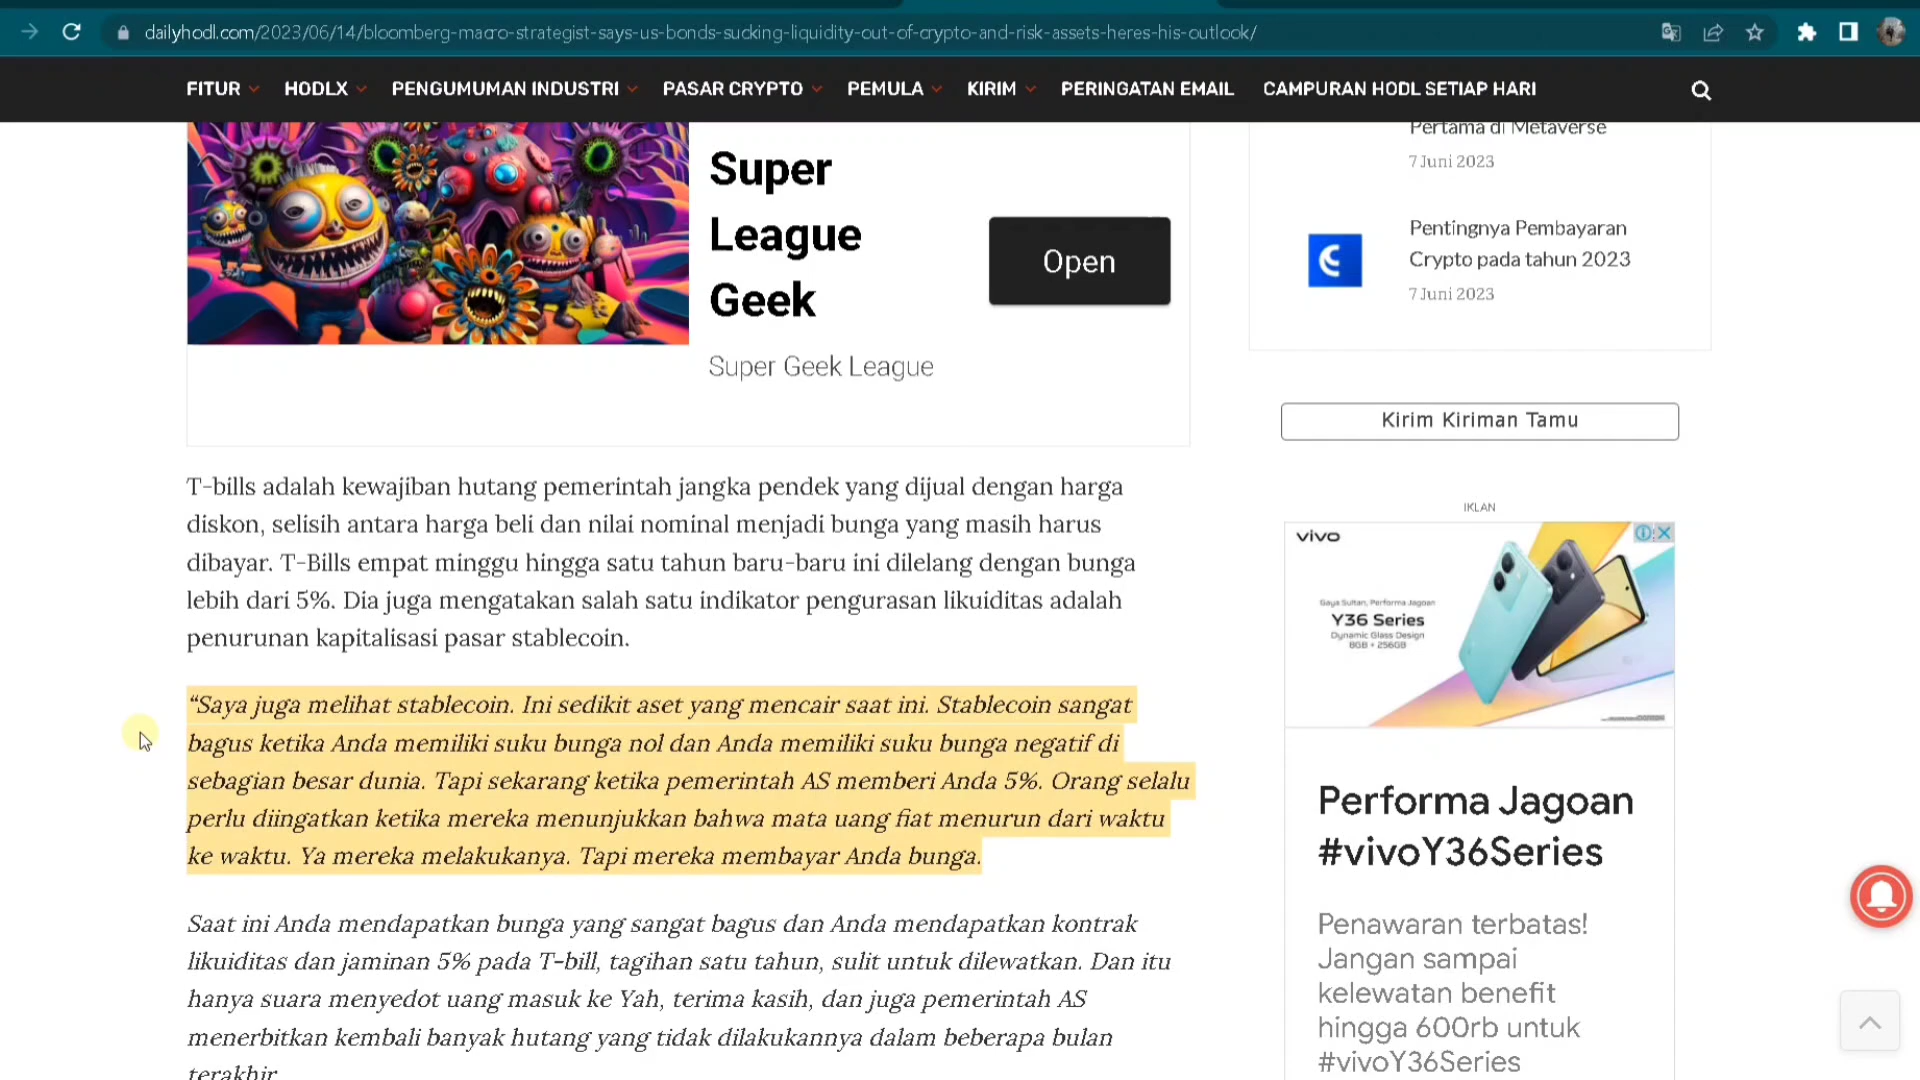 dailyhodl.com/2023/06/14/bloomberg-macro-strategist-says-us-bonds-sucking-liquidity-out-of-crypto-and-risk-assets-heres-his-outlook/
FITUR HODLX PENGUMUMAN INDUSTRI PASAR CRYPTO PEMULA KIRIM PERINGATAN EMAIL CAMPURAN HODL SETIAP HARI
Super
League
Geek
Super Geek League
Open
T-bills adalah kewajiban hutang pemerintah jangka pendek yang dijual dengan harga
diskon, selisih antara harga beli dan nilai nominal menjadi bunga yang masih harus
dibayar. T-Bills empat minggu hingga satu tahun baru-baru ini dilelang dengan bunga
lebih dari 5%. Dia juga mengatakan salah satu indikator pengurasan likuiditas adalah
penurunan kapitalisasi pasar stablecoin.
“Saya juga melihat stablecoin. Ini sedikit aset yang mencair saat ini. Stablecoin sangat
bagus ketika Anda memiliki suku bunga nol dan Anda memiliki suku bunga negatif di
sebagian besar dunia. Tapi sekarang ketika pemerintah AS memberi Anda 5%. Orang selalu
perlu diingatkan ketika mereka menunjukkan bahwa mata uang fiat menurun dari waktu
ke waktu. Ya mereka melakukanya. Tapi mereka membayar Anda bunga.
Saat ini Anda mendapatkan bunga yang sangat bagus dan Anda mendapatkan kontrak
likuiditas dan jaminan 5% pada T-bill, tagihan satu tahun, sulit untuk dilewatkan. Dan itu
hanya suara menyedot uang masuk ke Yah, terima kasih, dan juga pemerintah AS
menerbitkan kembali banyak hutang yang tidak dilakukannya dalam beberapa bulan
terakhir
Pertama di Metaverse
7 Juni 2023
Pentingnya Pembayaran
Crypto pada tahun 2023
7 Juni 2023
Kirim Kiriman Tamu
IKLAN
vivo
Gaya Sultan, Performa Jagoan
Y36 Series
Dynamic Glass Design
8GB + 256GB
Performa Jagoan
#vivoY36Series
Penawaran terbatas!
Jangan sampai
kelewatan benefit
hingga 600rb untuk
#vivoY36Series